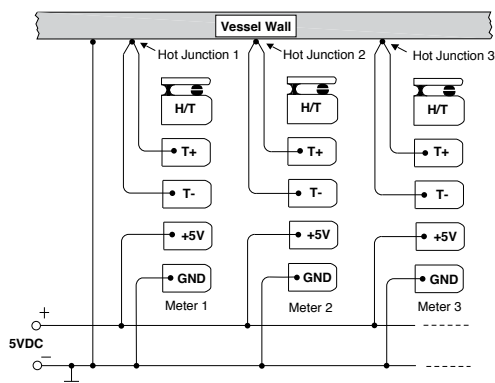 Vessel Wall
Hot Junction 1
Hot Junction 2
Hot Junction 3
H/T
H/T
H/T
T+
T+
T+
T-
T-
T-
+5V
+5V
+5V
GND
GND
GND
Meter 1
Meter 2
Meter 3
+
5VDC
−